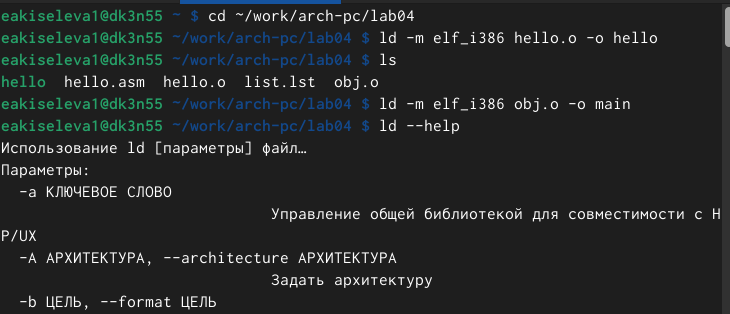 eakiseleva1@dk3n55 ~ $ cd ~/work/arch-pc/lab04
eakiseleva1@dk3n55 ~/work/arch-pc/lab04 $ ld -m elf_i386 hello.o -o hello
eakiseleva1@dk3n55 ~/work/arch-pc/lab04 $ ls
hello  hello.asm  hello.o  list.lst  obj.o
eakiseleva1@dk3n55 ~/work/arch-pc/lab04 $ ld -m elf_i386 obj.o -o main
eakiseleva1@dk3n55 ~/work/arch-pc/lab04 $ ld --help
Использование ld [параметры] файл…
Параметры:
  -a КЛЮЧЕВОЕ СЛОВО
                              Управление общей библиотекой для совместимости с H
P/UX
  -A АРХИТЕКТУРА, --architecture АРХИТЕКТУРА
                              Задать архитектуру
  -b ЦЕЛЬ, --format ЦЕЛЬ